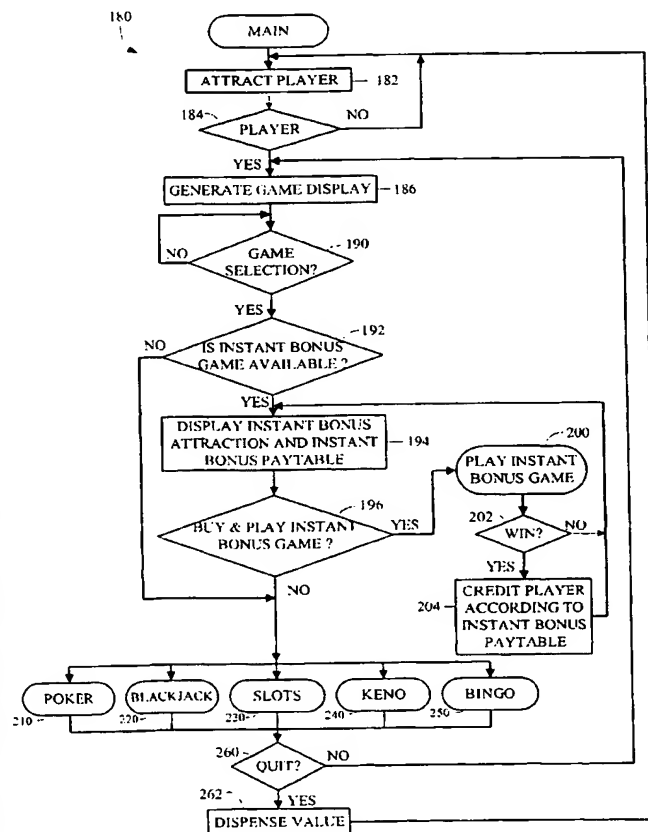 180
MAIN
ATTRACT PLAYER
182
184
PLAYER
NO
YES
GENERATE GAME DISPLAY
186
190
NO
GAME
SELECTION?
YES
192
NO
IS INSTANT BONUS
GAME AVAILABLE ?
YES
DISPLAY INSTANT BONUS
ATTRACTION AND INSTANT
BONUS PAYTABLE
194
200
PLAY INSTANT
BONUS GAME
196
BUY & PLAY INSTANT
BONUS GAME ?
YES
202
WIN?
NO
YES
NO
204
CREDIT PLAYER
ACCORDING TO
INSTANT BONUS
PAYTABLE
POKER
BLACKJACK
SLOTS
KENO
BINGO
210
220
230
240
250
260
QUIT?
NO
YES
262
DISPENSE VALUE